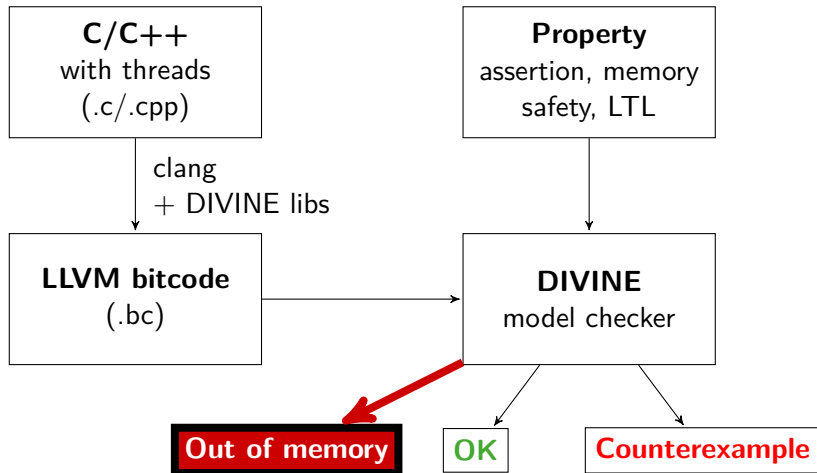 C/C++
with threads
(.c/.cpp)
Property
assertion, memory
safety, LTL
clang
+ DIVINE libs
LLVM bitcode
(.bc)
DIVINE
model checker
Out of memory
OK
Counterexample